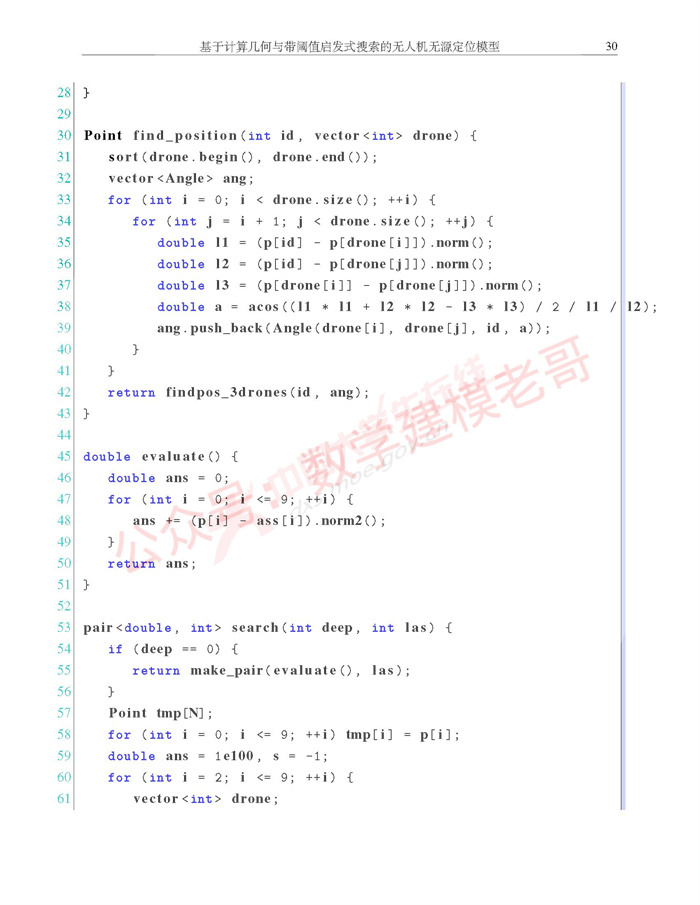 基于计算几何与带阈值启发式搜索的无人机无源定位模型 30
28 }
29
30 Point find_position(int id, vector<int> drone) {
31 sort(drone.begin(), drone.end());
32 vector<Angle> ang;
33 for (int i = 0; i < drone.size(); ++i) {
34 for (int j = i + 1; j < drone.size(); ++j) {
35 double l1 = (p[id] - p[drone[i]]).norm();
36 double l2 = (p[id] - p[drone[j]]).norm();
37 double l3 = (p[drone[i]] - p[drone[j]]).norm();
38 double a = acos((l1 * l1 + l2 * l2 - l3 * l3) / 2 / l1 / l2);
39 ang.push_back(Angle(drone[i], drone[j], id, a));
40 }
41 }
42 return findpos_3drones(id, ang);
43 }
44
45 double evaluate() {
46 double ans = 0;
47 for (int i = 0; i <= 9; ++i) {
48 ans += (p[i] - ass[i]).norm2();
49 }
50 return ans;
51 }
52
53 pair<double, int> search(int deep, int las) {
54 if (deep == 0) {
55 return make_pair(evaluate(), las);
56 }
57 Point tmp[N];
58 for (int i = 0; i <= 9; ++i) tmp[i] = p[i];
59 double ans = 1e100, s = -1;
60 for (int i = 2; i <= 9; ++i) {
61 vector<int> drone;
公众号:数学建模老哥